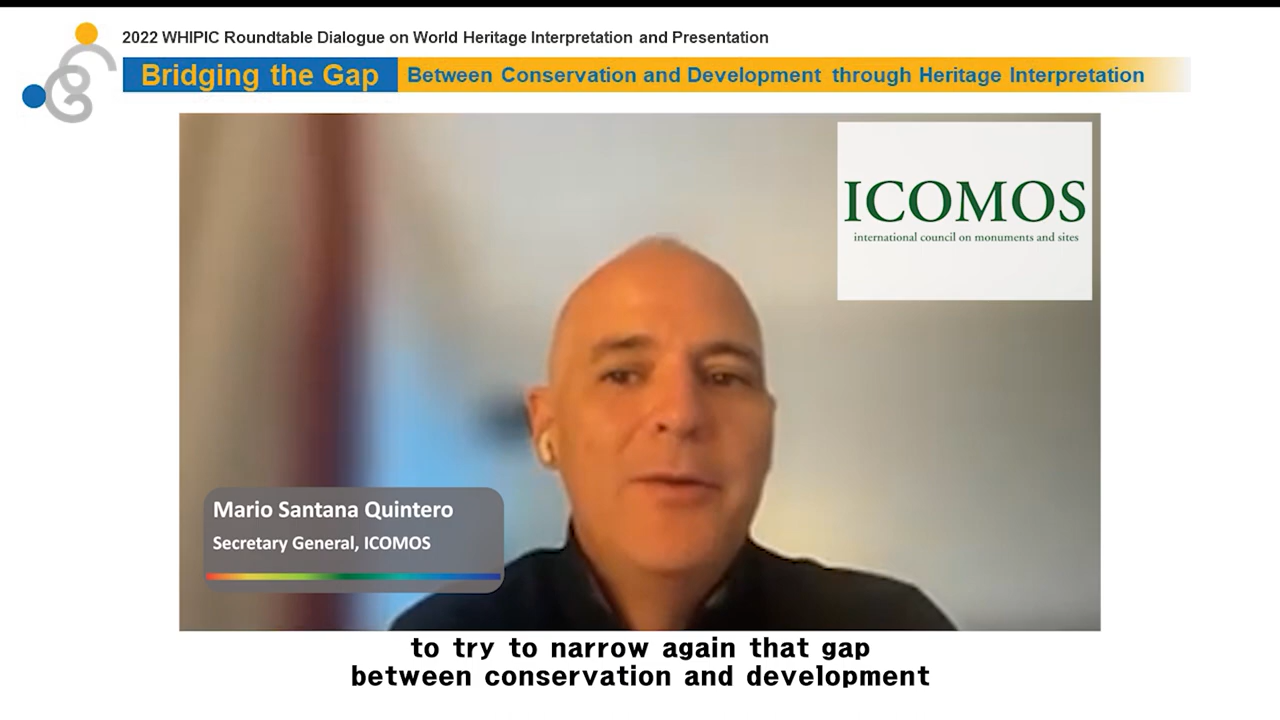 2022 WHIPIC Roundtable Dialogue on World Heritage Interpretation and Presentation
Bridging the Gap Between Conservation and Development through Heritage Interpretation
ICOMOS
international council on monuments and sites
Mario Santana Quintero
Secretary General, ICOMOS
to try to narrow again that gap
between conservation and development